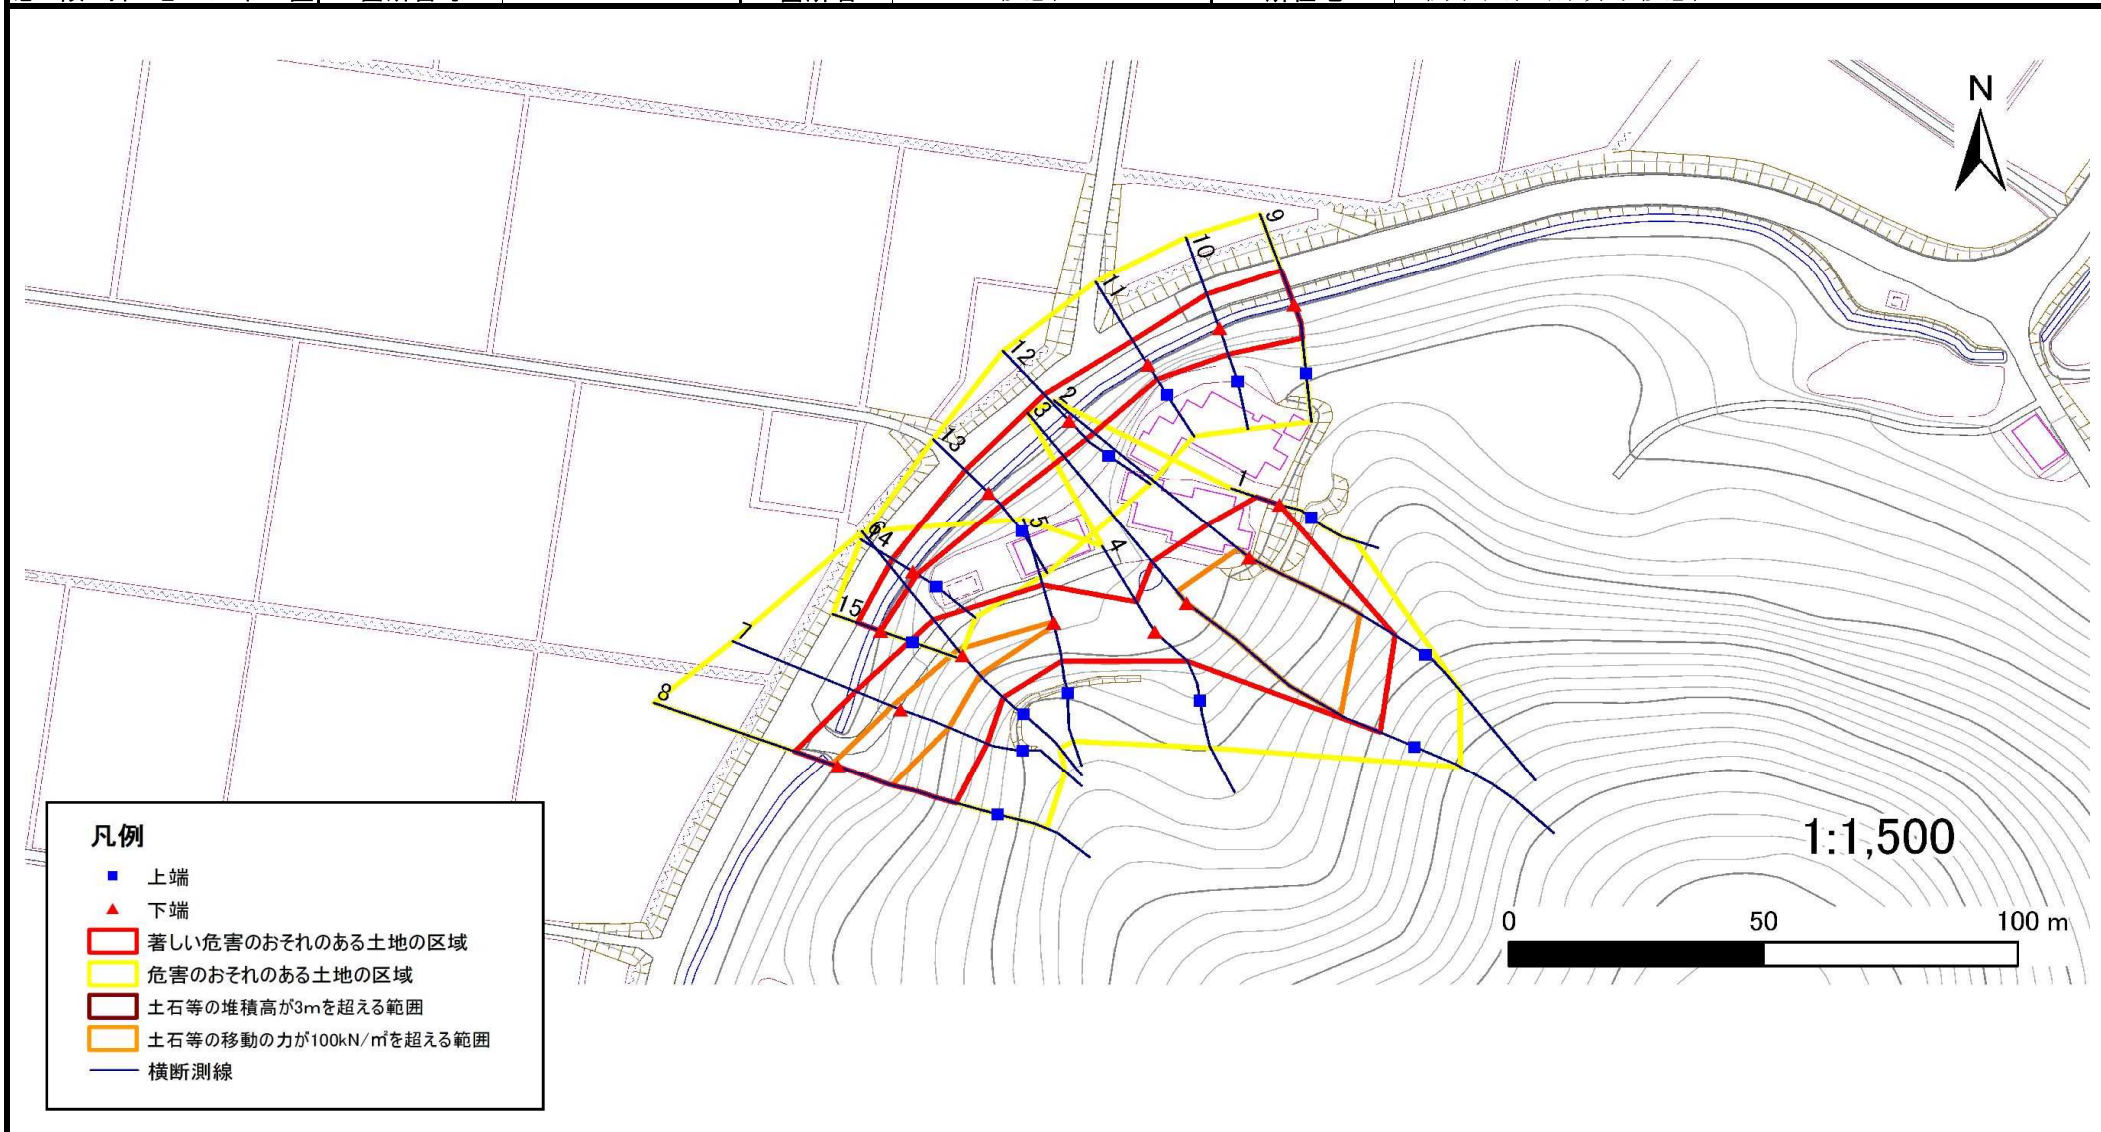 N
9
10
11
12
2
3
13
1
5
4
6
14
15
7
8
凡例
上端
下端
著しい危害のおそれのある土地の区域
危害のおそれのある土地の区域
土石等の堆積高が3mを超える範囲
土石等の移動の力が100kN/㎡を超える範囲
横断測線
1:1,500
0 50 100 m